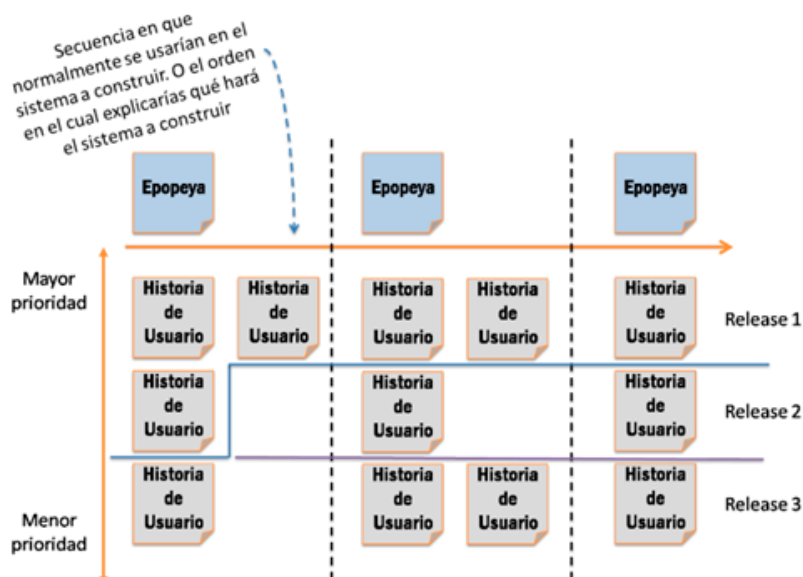 Secuencia en que
normalmente se usarían en el
sistema a construir. O el orden
en el cual explicarías qué hará
el sistema a construir
Epopeya
Epopeya
Epopeya
Mayor
prioridad
Historia
de
Usuario
Historia
de
Usuario
Historia
de
Usuario
Historia
de
Usuario
Historia
de
Usuario
Release 1
Historia
de
Usuario
Historia
de
Usuario
Historia
de
Usuario
Release 2
Historia
de
Usuario
Historia
de
Usuario
Historia
de
Usuario
Historia
de
Usuario
Release 3
Menor
prioridad